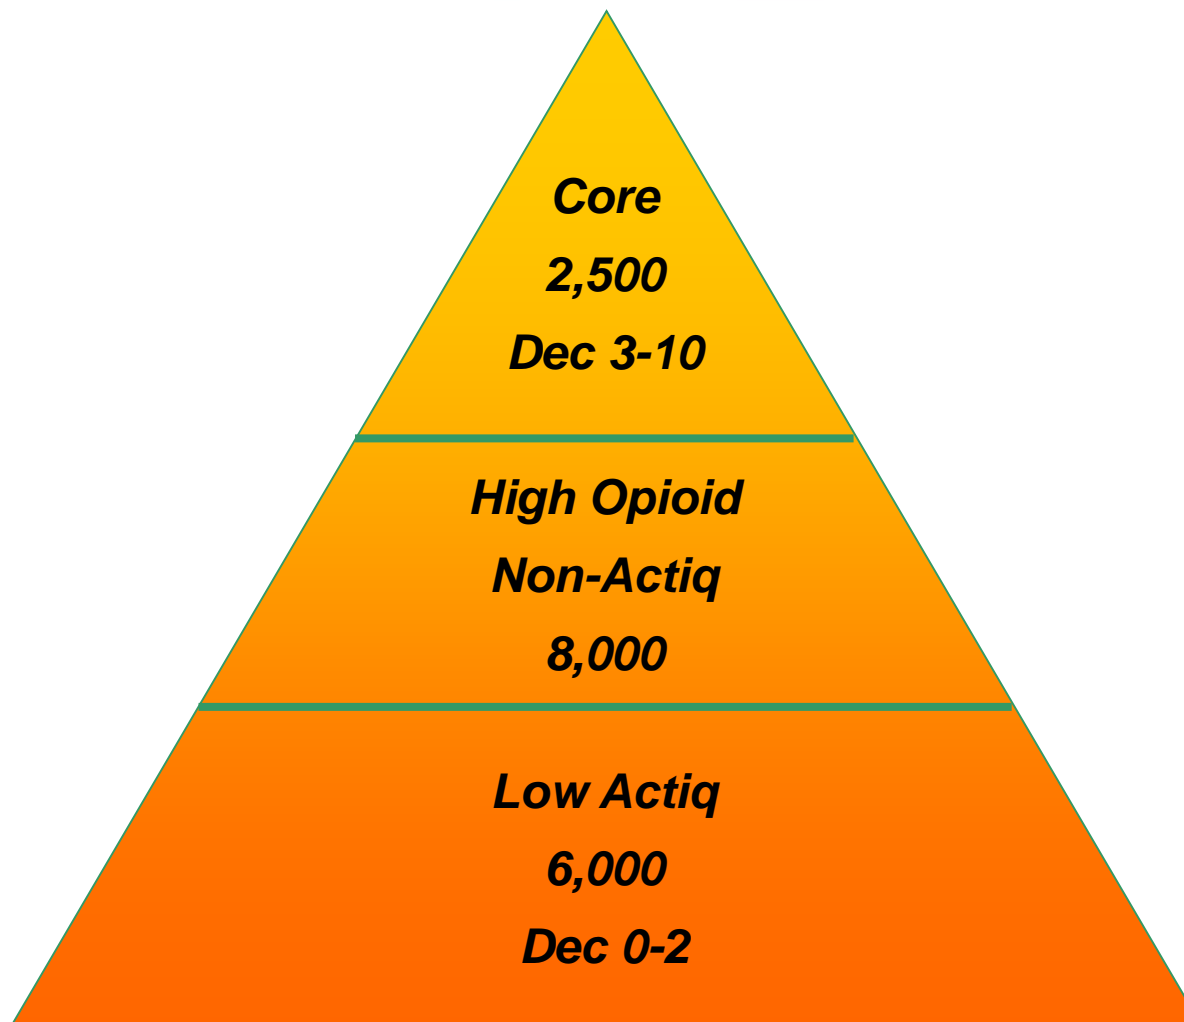 Core
2,500
Dec 3-10
High Opioid
Non-Actiq
8,000
Low Actiq
6,000
Dec 0-2